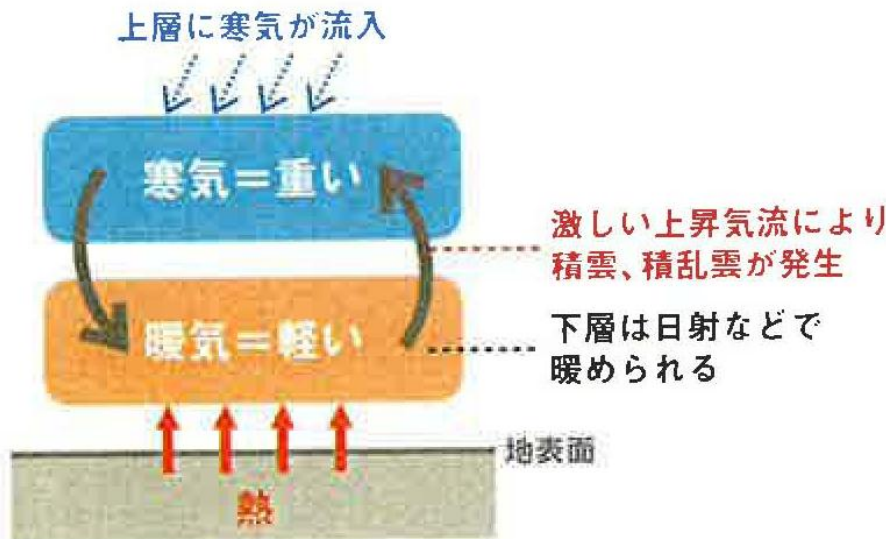 上層に寒気が流入
寒気＝重い
激しい上昇気流により
積雲、積乱雲が発生
暖気＝軽い
下層は日射などで
暖められる
地表面
熱